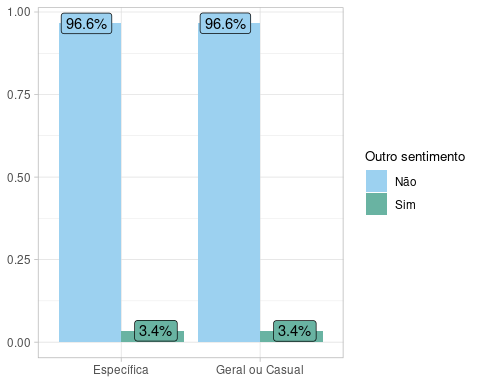 1.00
0.75
0.50
0.25
0.00
96.6%
96.6%
3.4%
3.4%
Específica
Geral ou Casual
Outro sentimento
Não
Sim